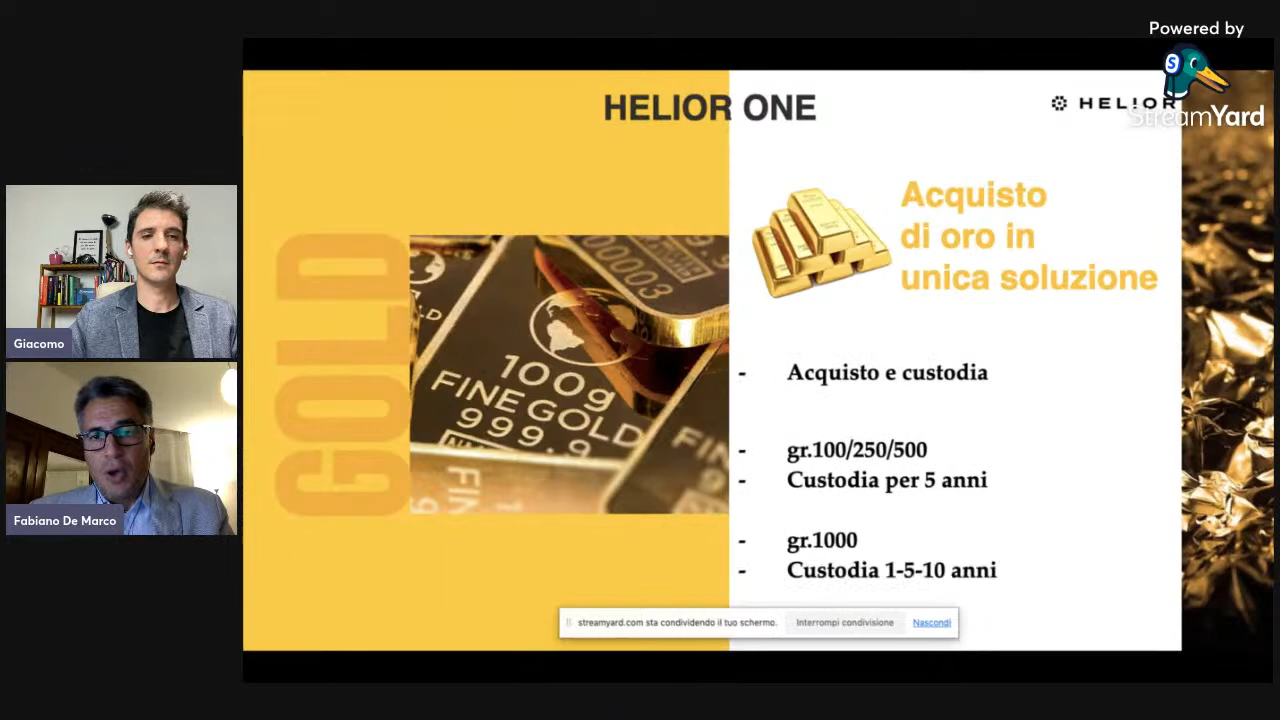 Powered by
StreamYard
HELIOR ONE
HELIOR
Acquisto
di oro in
unica soluzione
GOLD
100g
FINE GOLD
999.9
- Acquisto e custodia
- gr.100/250/500
- Custodia per 5 anni
- gr.1000
- Custodia 1-5-10 anni
Giacomo
Fabiano De Marco
streamyard.com sta condividendo il tuo schermo.
Interrompi condivisione
Nascondi